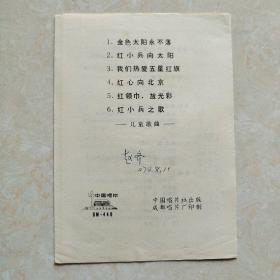 1. 金色太阳永不落
2. 红小兵向太阳
3. 我们热爱五星红旗
4. 红心向北京
5. 红领巾，放光彩
6. 红小兵之歌
——儿童歌曲——
中国唱片
BM-440
中国唱片社出版
成都唱片厂印制